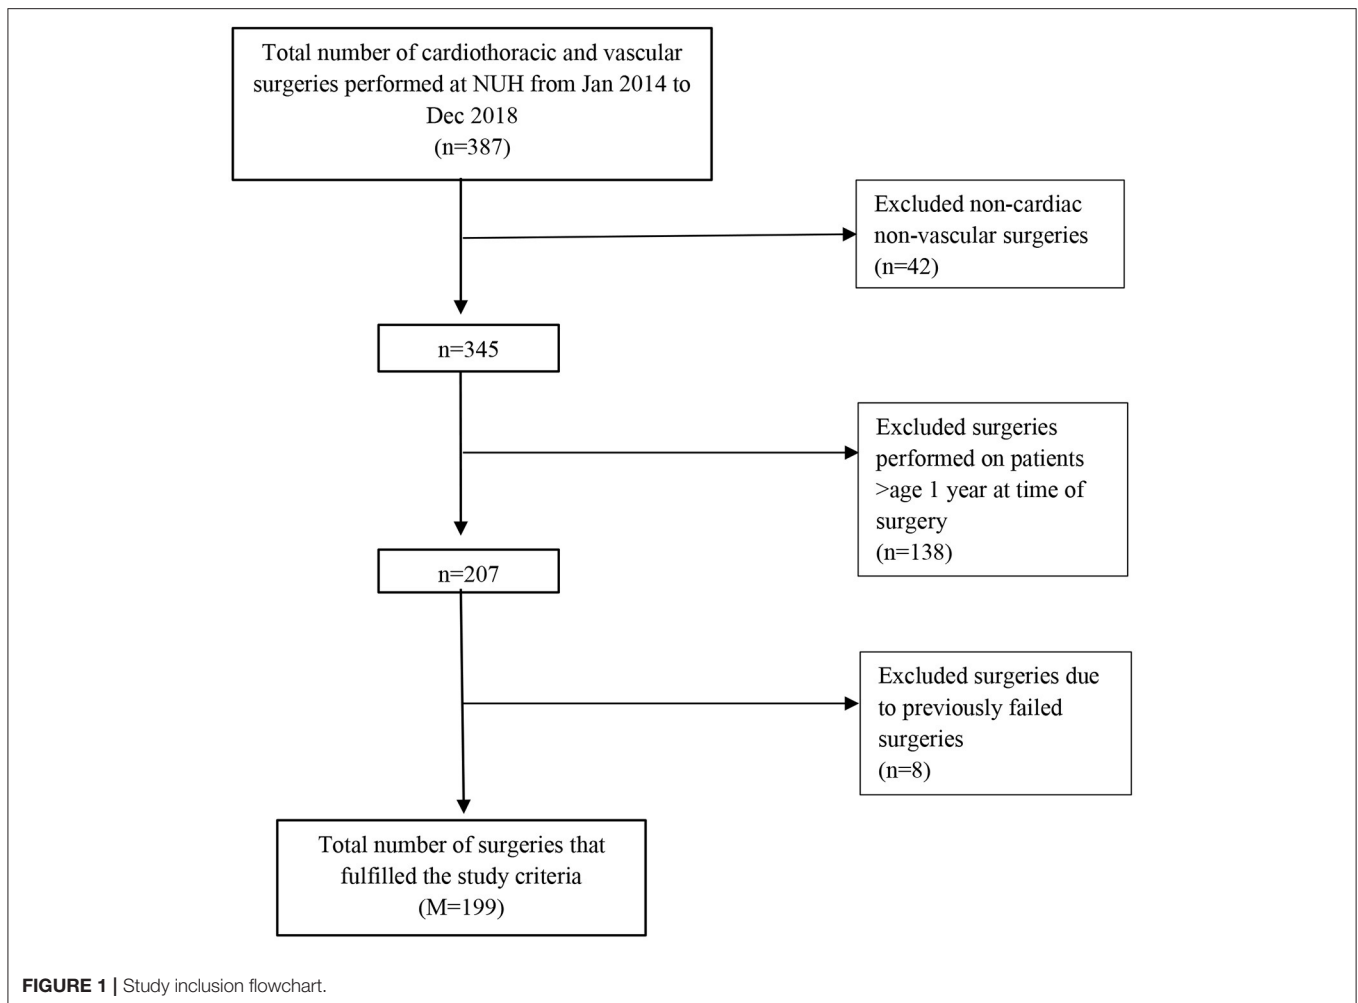 Total number of cardiothoracic and vascular
surgeries performed at NUH from Jan 2014 to
Dec 2018
(n=387)
Excluded non-cardiac
non-vascular surgeries
(n=42)
n=345
Excluded surgeries
performed on patients
>age 1 year at time of
surgery
(n=138)
n=207
Excluded surgeries due
to previously failed
surgeries
(n=8)
Total number of surgeries that
fulfilled the study criteria
(M=199)
FIGURE 1 | Study inclusion flowchart.